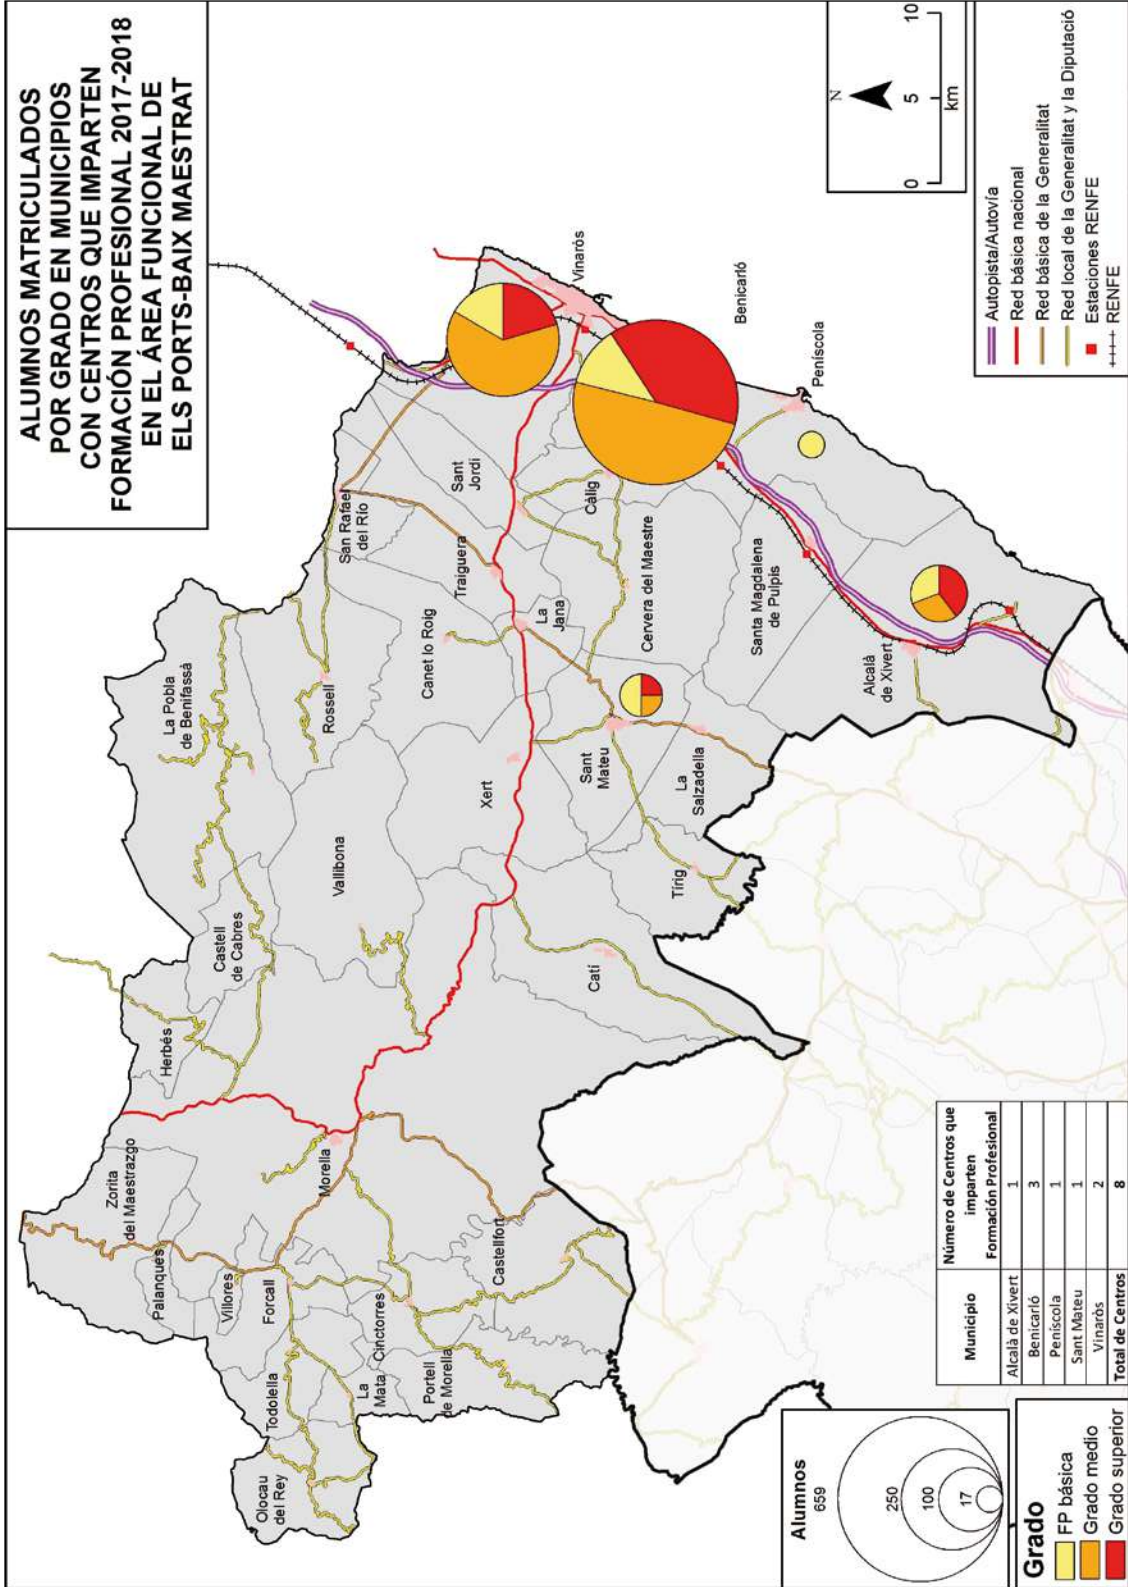 ALUMNOS MATRICULADOS
POR GRADO EN MUNICIPIOS
CON CENTROS QUE IMPARTEN
FORMACIÓN PROFESIONAL 2017-2018
EN EL ÁREA FUNCIONAL DE
ELS PORTS-BAIX MAESTRAT
Olocau
del Rey
Todolella
La
Mata
Portell
de Morella
Cinctorres
Forcall
Villores
Palanques
Zorita
del Maestrazgo
Castellfort
Morella
Herbés
Castell
de Cabres
Vallibona
Catí
La Pobla
de Benifassà
Rossell
Xert
Tírig
Canet lo Roig
Sant
Mateu
La
Salzadella
San Rafael
del Río
Traiguera
La
Jana
Cervera del Maestre
Santa Magdalena
de Pulpis
Alcalà
de Xivert
Sant
Jordi
Càlig
Vinaròs
Benicarló
Peníscola
N
0
5
10
km
Autopista/Autovía
Red básica nacional
Red básica de la Generalitat
Red local de la Generalitat y la Diputació
Estaciones RENFE
RENFE
Alumnos
659
250
100
17
Grado
FP básica
Grado medio
Grado superior
Municipio
Número de Centros que
imparten
Formación Profesional
Alcalà de Xivert 1
Benicarló 3
Peníscola 1
Sant Mateu 1
Vinaròs 2
Total de Centros 8